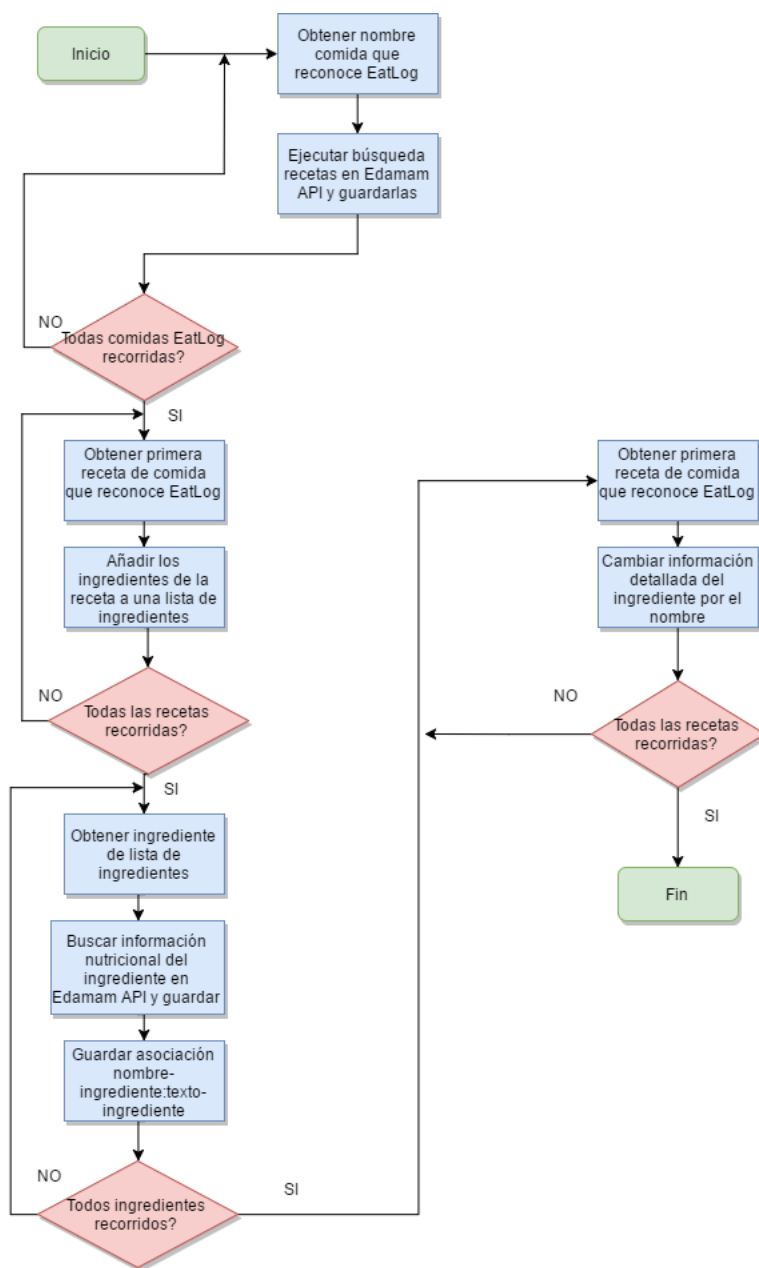 Inicio
Obtener nombre
comida que
reconoce EatLog
Ejecutar búsqueda
recetas en Edamam
API y guardarlas
NO
Todas comidas EatLog
recorridas?
SI
Obtener primera
receta de comida
que reconoce EatLog
Añadir los
ingredientes de la
receta a una lista de
ingredientes
NO
Todas las recetas
recorridas?
SI
Obtener ingrediente
de lista de
ingredientes
Buscar información
nutricional del
ingrediente en
Edamam API y guardar
Guardar asociación
nombre-
ingrediente:texto-
ingrediente
NO
Todos ingredientes
recorridos?
SI
Obtener primera
receta de comida
que reconoce EatLog
Cambiar información
detallada del
ingrediente por el
nombre
NO
Todas las recetas
recorridas?
SI
Fin